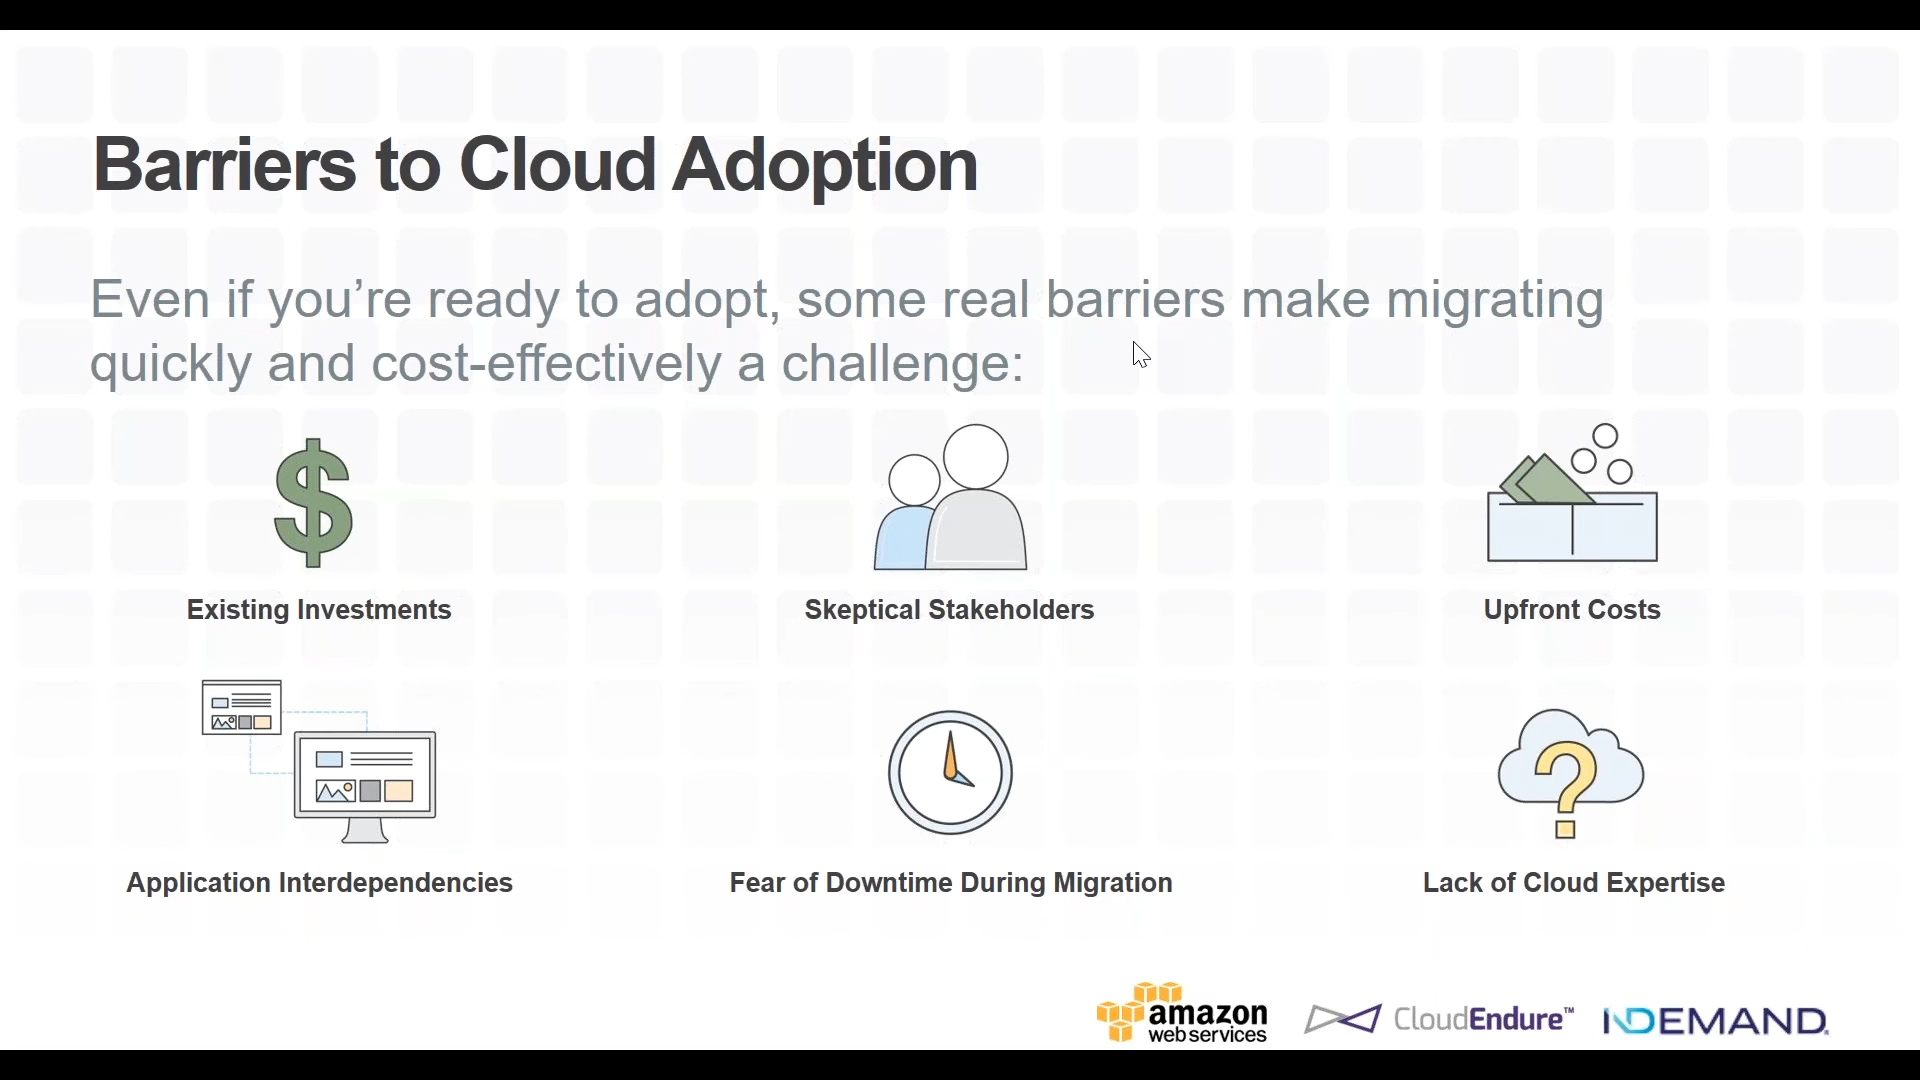 Barriers to Cloud Adoption
Even if you’re ready to adopt, some real barriers make migrating
quickly and cost-effectively a challenge:
Existing Investments
Skeptical Stakeholders
Upfront Costs
Application Interdependencies
Fear of Downtime During Migration
Lack of Cloud Expertise
amazon
web services
CloudEndure™
INDEMAND